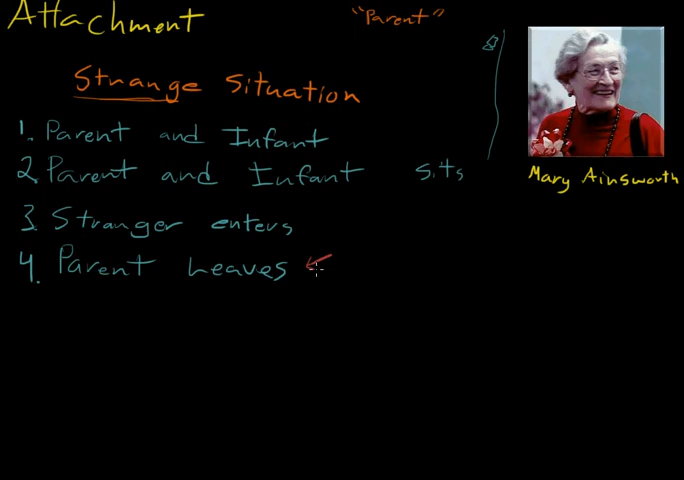 Attachment
"Parent"
Strange Situation
1. Parent and Infant
2. Parent and Infant sits
3. Stranger enters
4. Parent Leaves
Mary Ainsworth